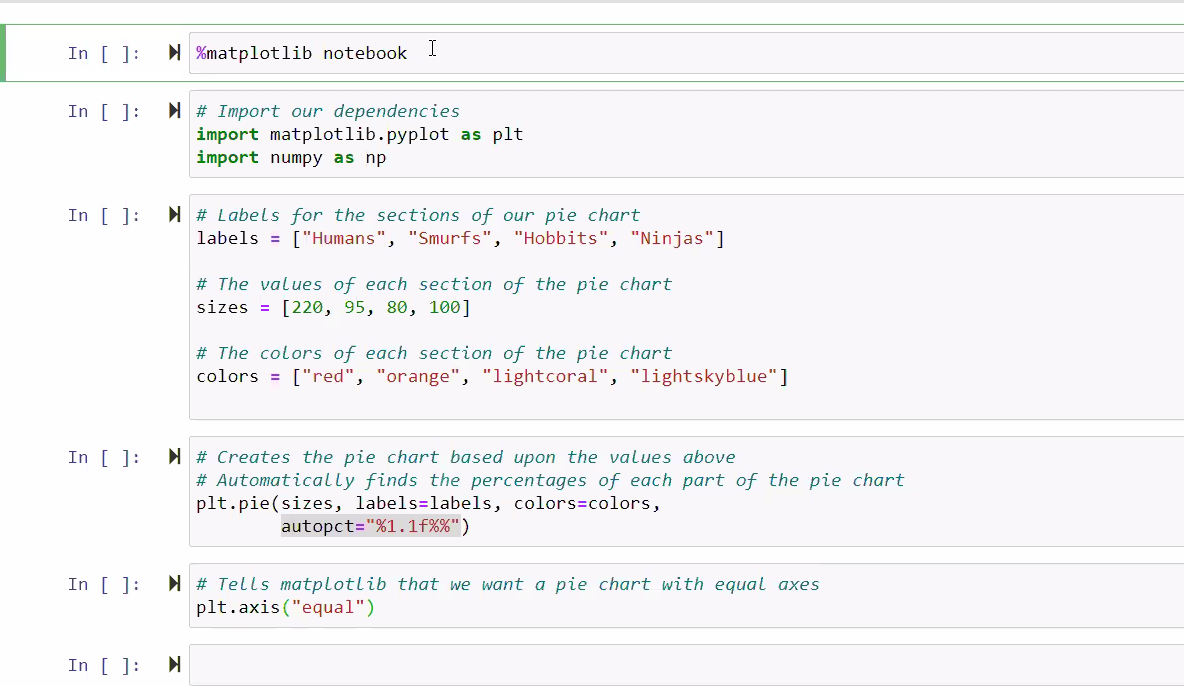 In [ ]: %matplotlib notebook
In [ ]: # Import our dependencies
import matplotlib.pyplot as plt
import numpy as np
In [ ]: # Labels for the sections of our pie chart
labels = ["Humans", "Smurfs", "Hobbits", "Ninjas"]
# The values of each section of the pie chart
sizes = [220, 95, 80, 100]
# The colors of each section of the pie chart
colors = ["red", "orange", "lightcoral", "lightskyblue"]
In [ ]: # Creates the pie chart based upon the values above
# Automatically finds the percentages of each part of the pie chart
plt.pie(sizes, labels=labels, colors=colors,
        autopct="%1.1f%%")
In [ ]: # Tells matplotlib that we want a pie chart with equal axes
plt.axis("equal")
In [ ]: